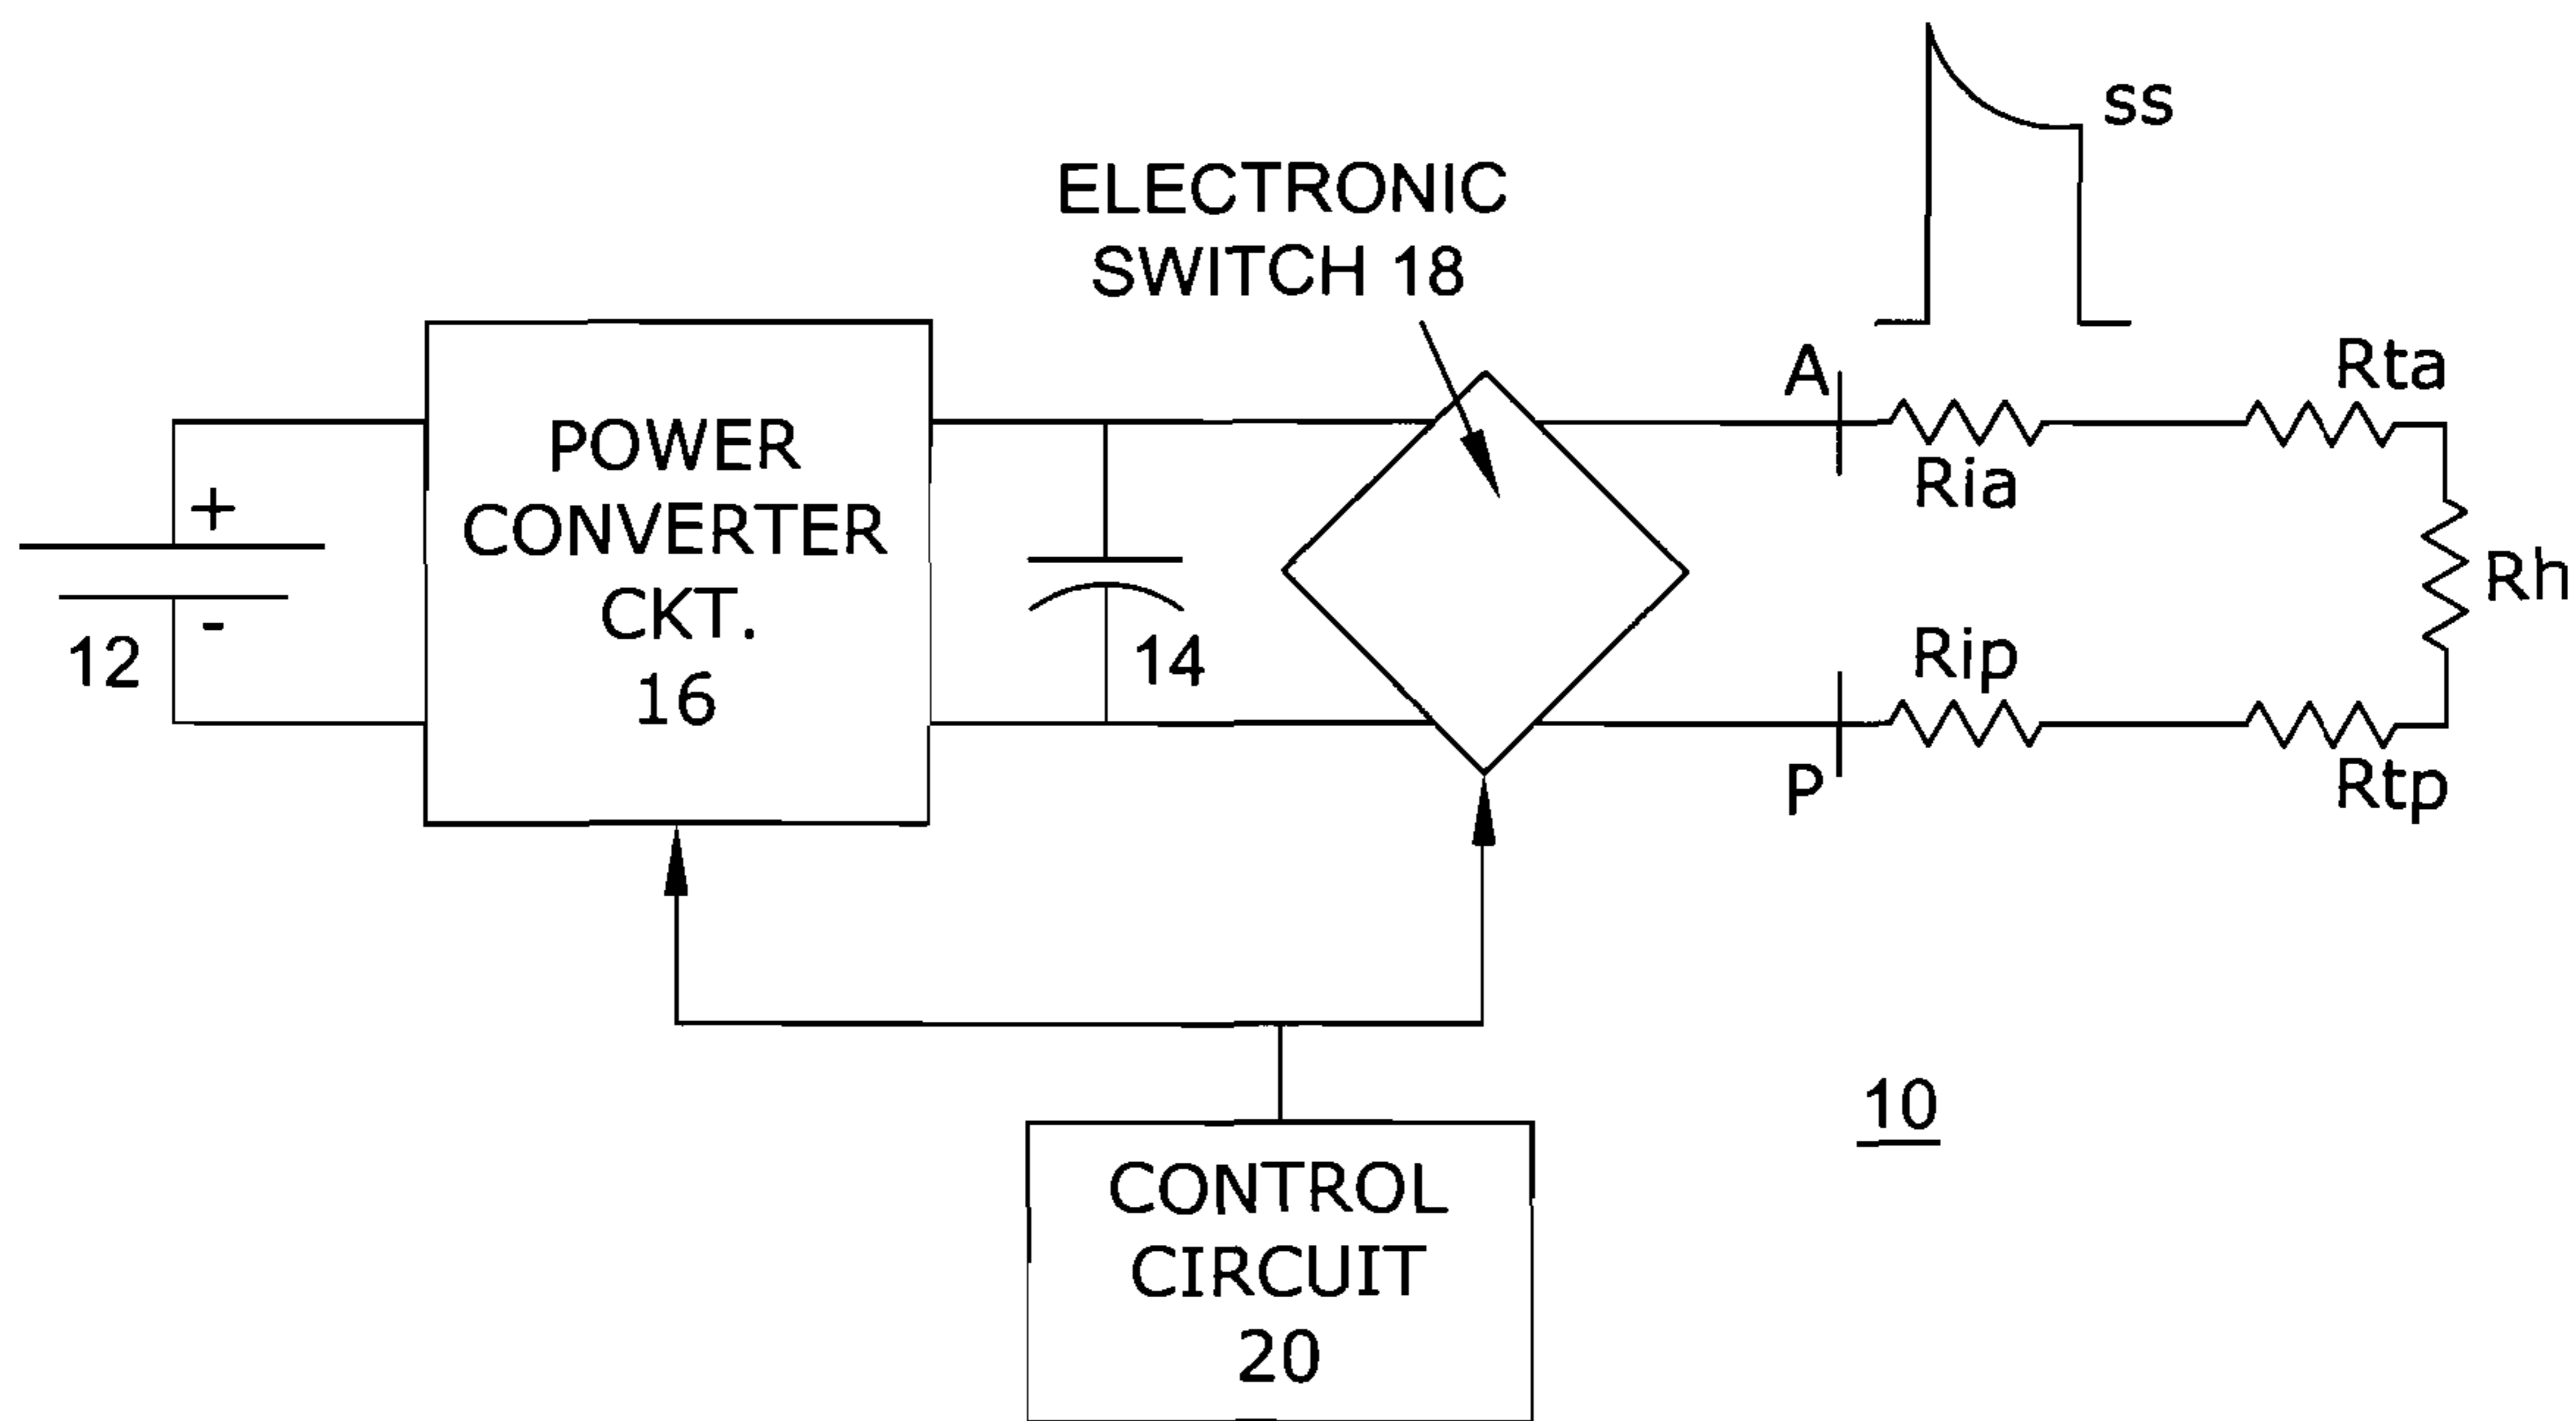 ss
ELECTRONIC
SWITCH 18
A
Rta
POWER
CONVERTER
CKT.
16
+
-
12
14
Ria
Rh
Rip
P
Rtp
10
CONTROL
CIRCUIT
20